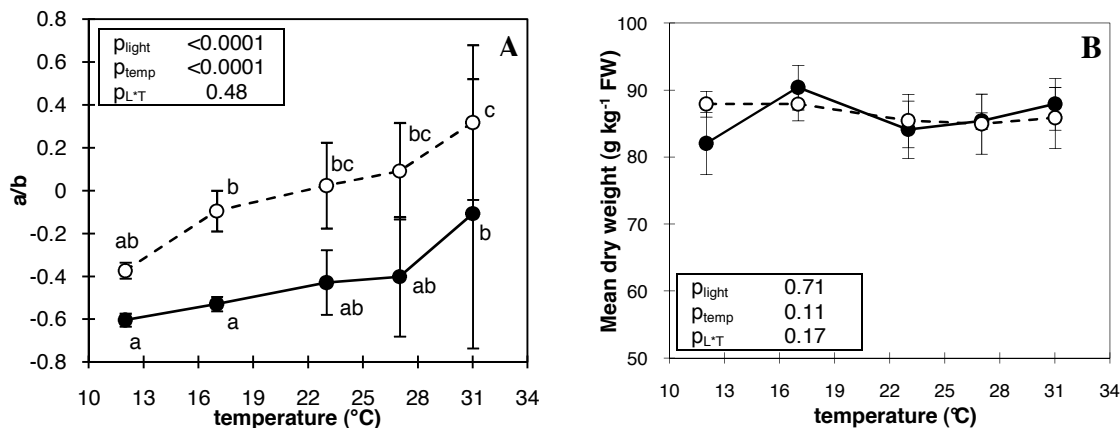 0.8
0.6
0.4
0.2
0
-0.2
-0.4
-0.6
-0.8
a/b
p_light <0.0001
p_temp <0.0001
p_L*T 0.48
A
ab
b
bc
bc
c
a
a
ab
ab
b
10 13 16 19 22 25 28 31 34
temperature (°C)
100
90
80
70
60
50
Mean dry weight (g kg⁻¹ FW)
B
p_light 0.71
p_temp 0.11
p_L*T 0.17
10 13 16 19 22 25 28 31 34
temperature (°C)